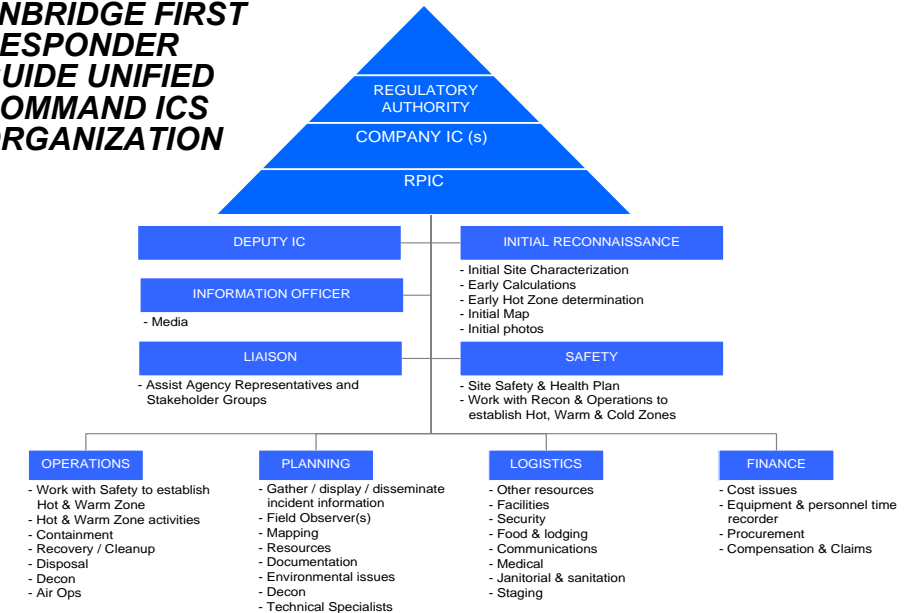 NBRIDGE FIRST
ESPONDER
UIDE UNIFIED
OMMAND ICS
RGANIZATION
REGULATORY
AUTHORITY
COMPANY IC (s)
RPIC
DEPUTY IC
INITIAL RECONNAISSANCE
- Initial Site Characterization
- Early Calculations
- Early Hot Zone determination
- Initial Map
- Initial photos
INFORMATION OFFICER
- Media
LIAISON
- Assist Agency Representatives and
Stakeholder Groups
SAFETY
- Site Safety & Health Plan
- Work with Recon & Operations to
establish Hot, Warm & Cold Zones
OPERATIONS
- Work with Safety to establish
Hot & Warm Zone
- Hot & Warm Zone activities
- Containment
- Recovery / Cleanup
- Disposal
- Decon
- Air Ops
PLANNING
- Gather / display / disseminate
incident information
- Field Observer(s)
- Mapping
- Resources
- Documentation
- Environmental issues
- Decon
- Technical Specialists
LOGISTICS
- Other resources
- Facilities
- Security
- Food & lodging
- Communications
- Medical
- Janitorial & sanitation
- Staging
FINANCE
- Cost issues
- Equipment & personnel time
recorder
- Procurement
- Compensation & Claims